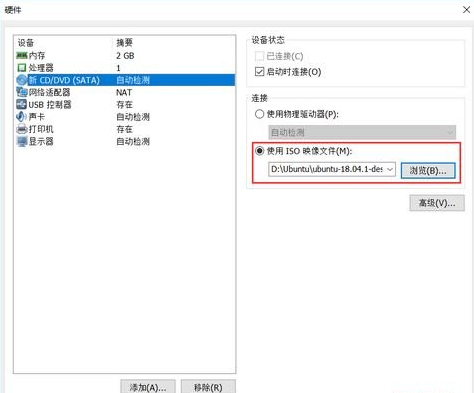 硬件
设备 摘要
内存 2 GB
处理器 1
新 CD/DVD (SATA) 自动检测
网络适配器 NAT
USB 控制器 存在
声卡 自动检测
打印机 存在
显示器 自动检测
添加(A)... 移除(R)
设备状态
已连接(C)
启动时连接(O)
连接
使用物理驱动器(P):
自动检测
使用 ISO 映像文件(M):
D:\Ubuntu\ubuntu-18.04.1-des 浏览(B)...
高级(V)...